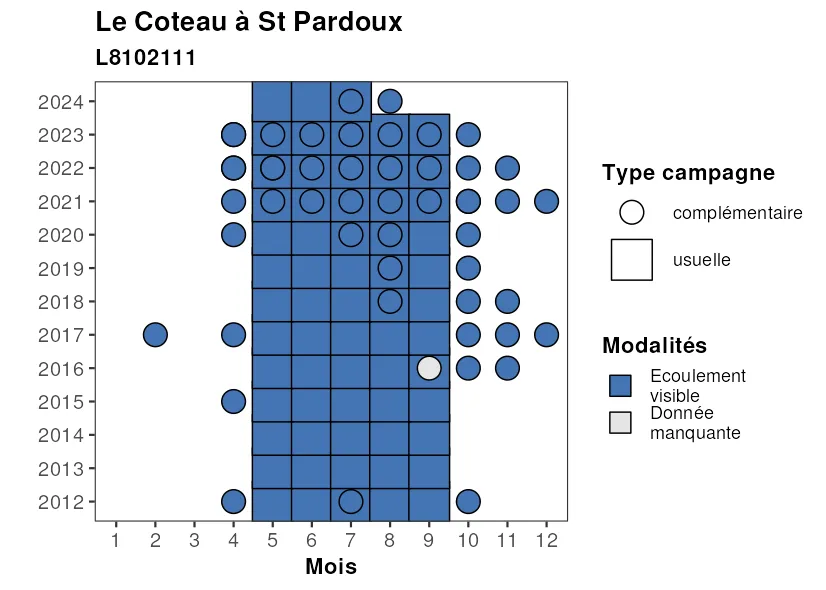 Le Coteau à St Pardoux
L8102111
2024
2023
2022
2021
2020
2019
2018
2017
2016
2015
2014
2013
2012
1 2 3 4 5 6 7 8 9 10 11 12
Mois
Type campagne
complémentaire
usuelle
Modalités
Ecoulement
visible
Donnée
manquante